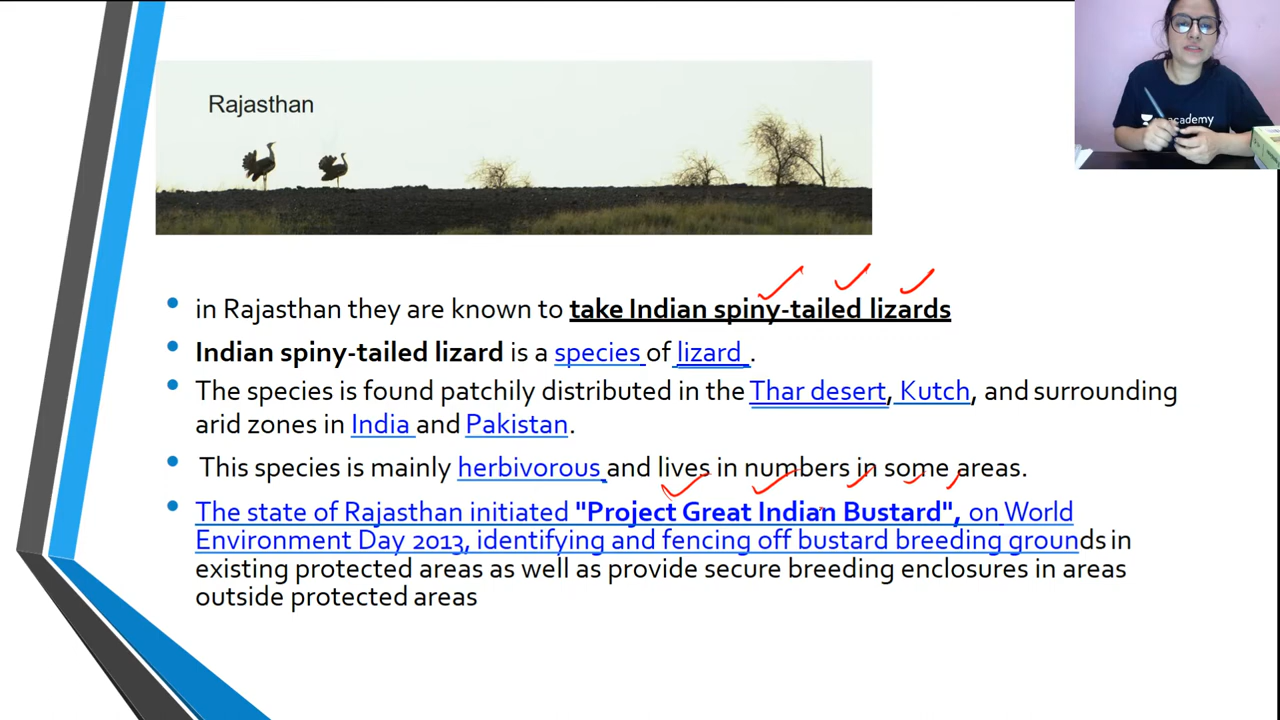 Rajasthan
academy
in Rajasthan they are known to take Indian spiny-tailed lizards
Indian spiny-tailed lizard is a species of lizard .
The species is found patchily distributed in the Thar desert, Kutch, and surrounding
arid zones in India and Pakistan.
This species is mainly herbivorous and lives in numbers in some areas.
The state of Rajasthan initiated "Project Great Indian Bustard", on World
Environment Day 2013, identifying and fencing off bustard breeding grounds in
existing protected areas as well as provide secure breeding enclosures in areas
outside protected areas